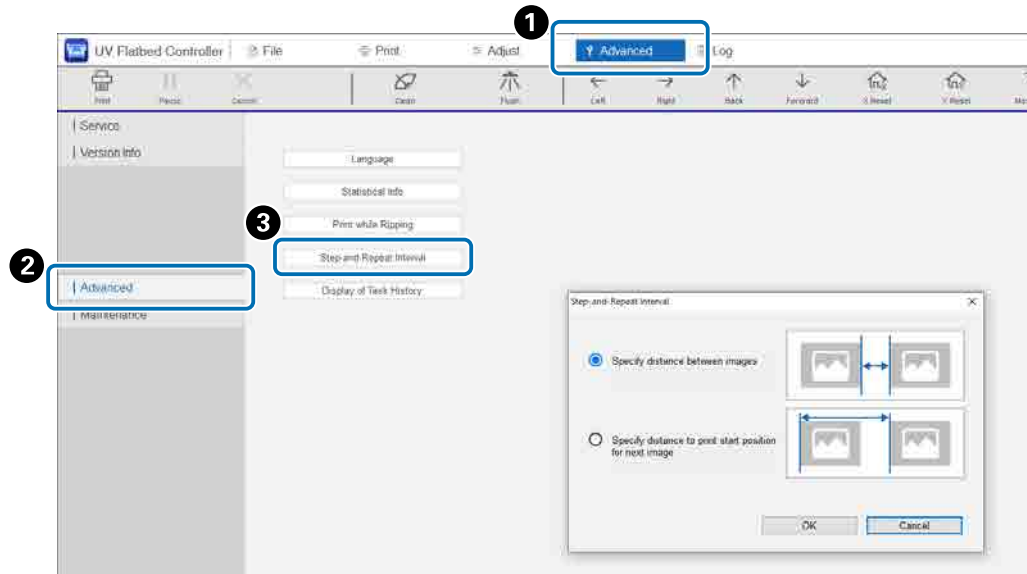 1
UV Flatbed Controller File Print Adjust Advanced Log
Print Pause Cancel Clean Flush Left Right Back Forward X Reset Y Reset
Service
Version Info
Language
Statistical Info
3
Print while Ripping
2
Step-and-Repeat Interval
Advanced
Display of Task History
Maintenance
Step-and-Repeat Interval
Specify distance between images
Specify distance to print start position
for next image
OK Cancel